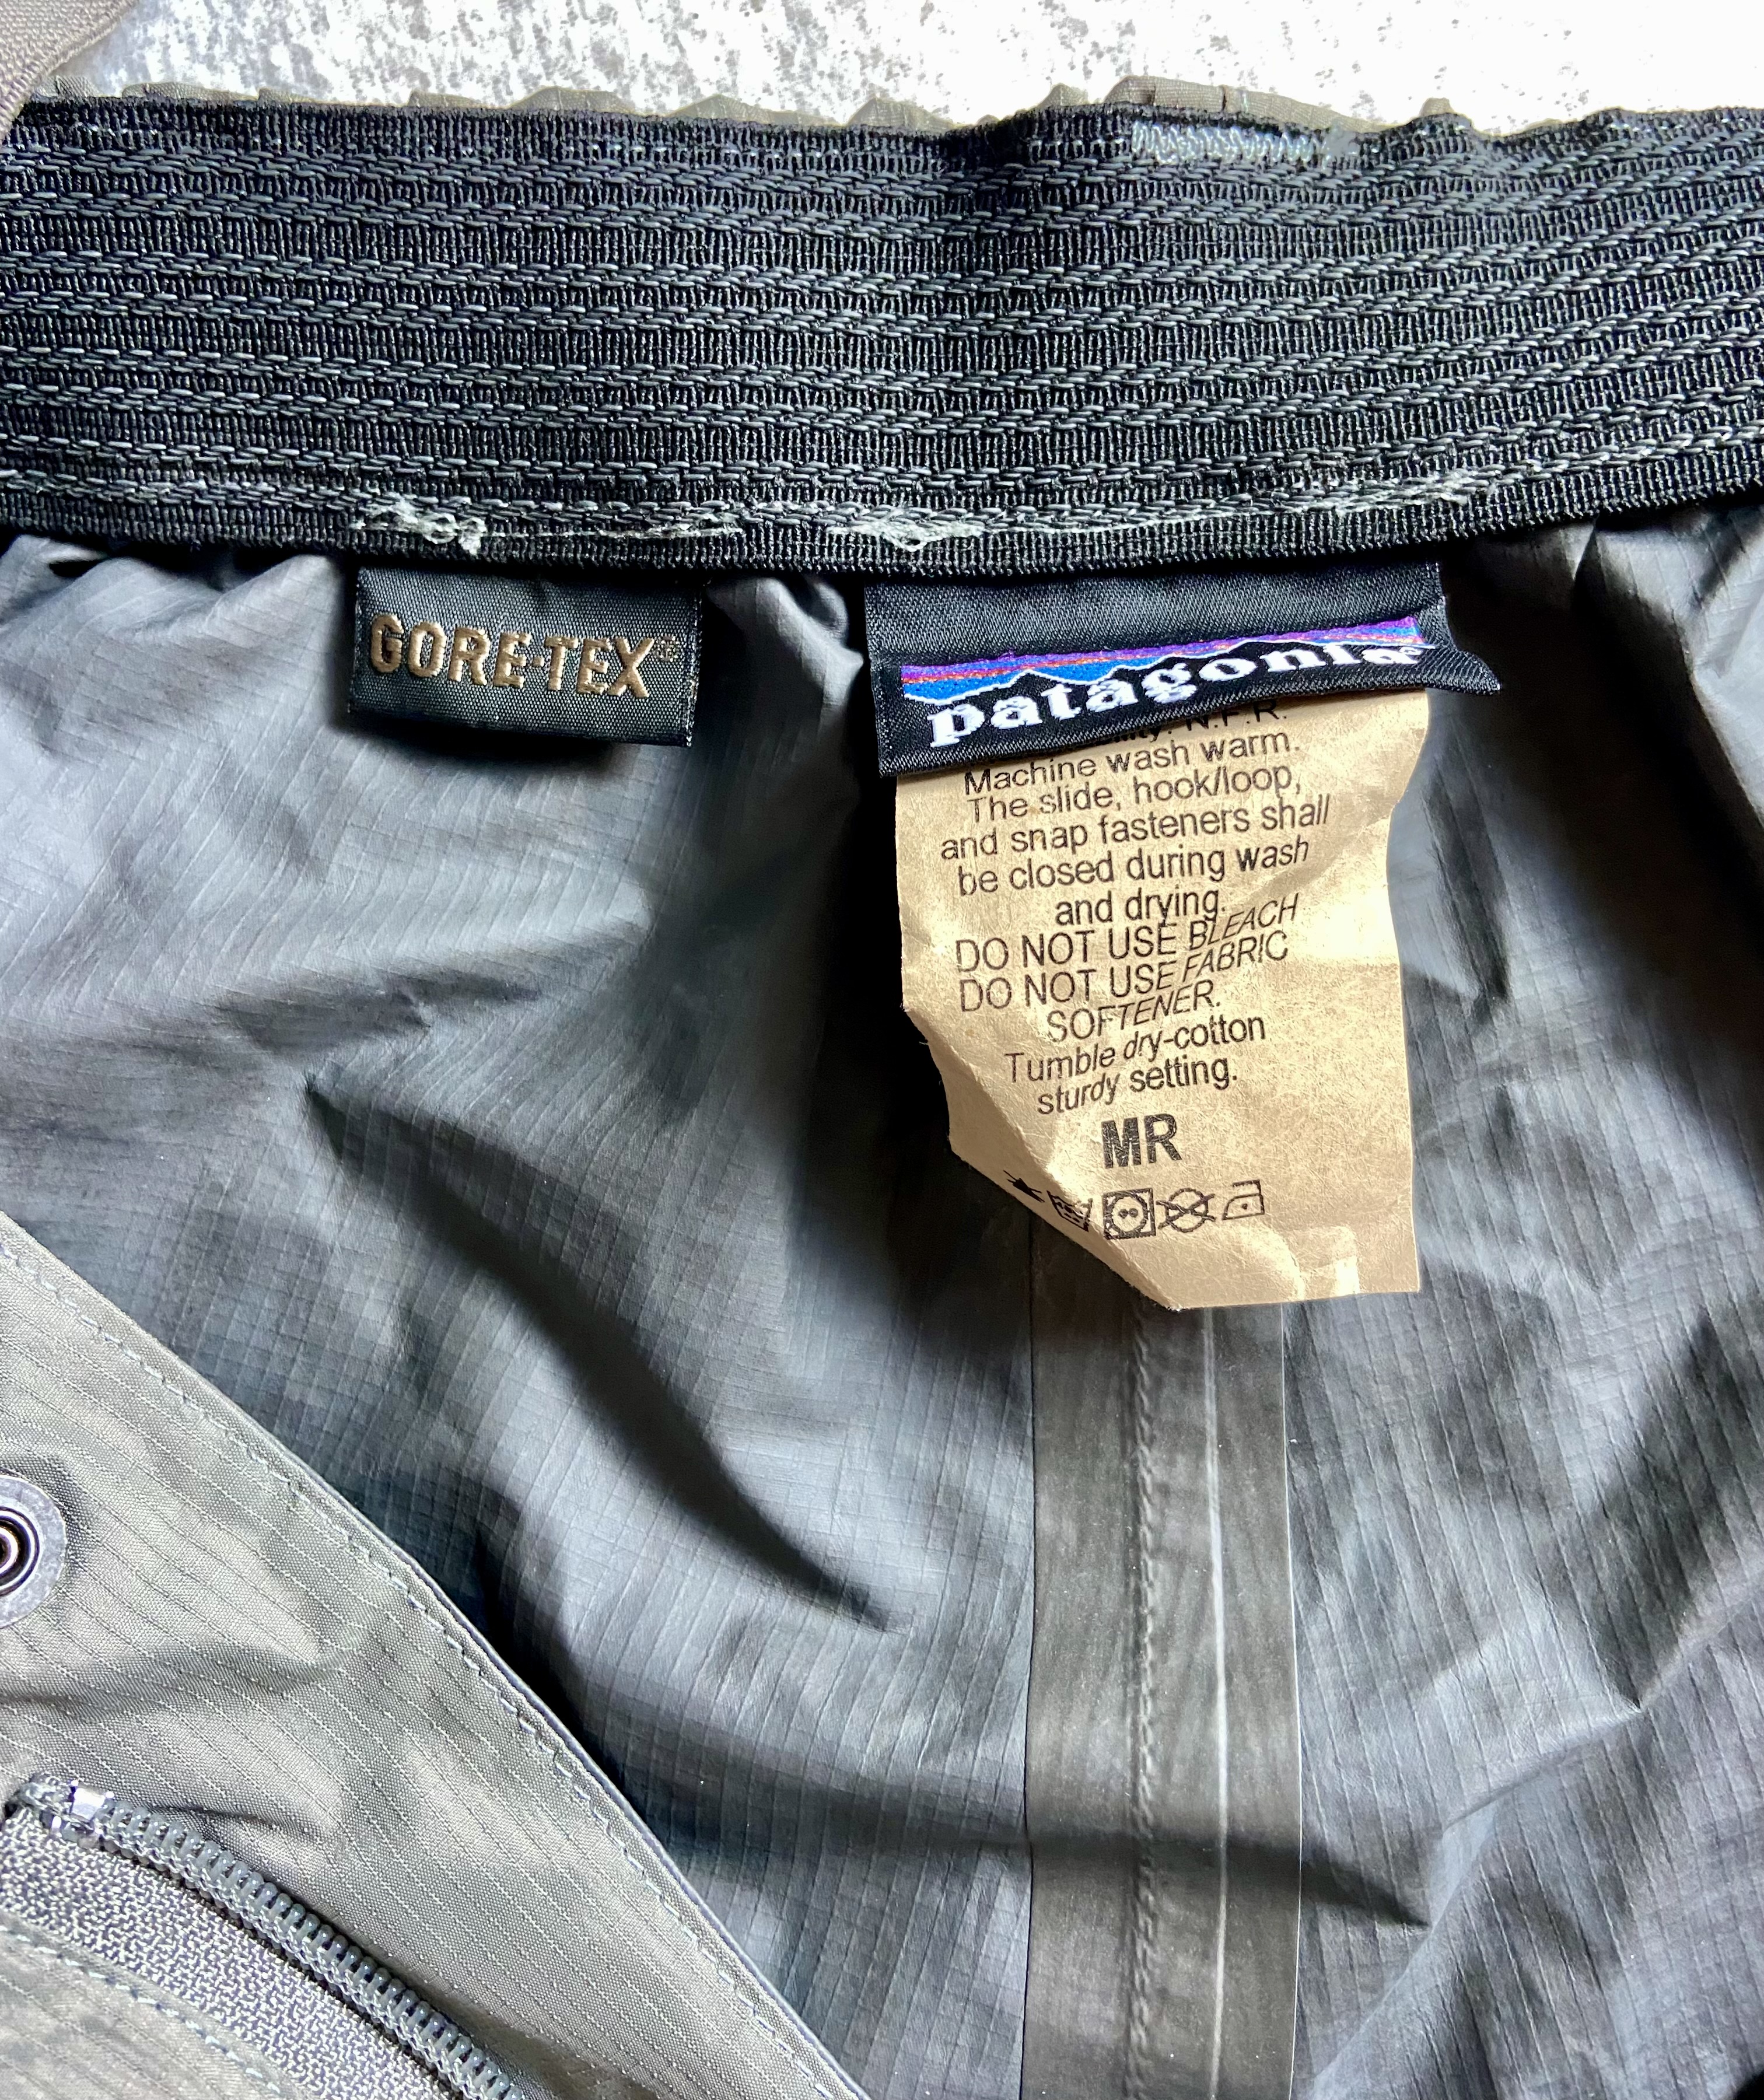 GORE-TEX®
patagonia®
N.F.R.
Machine wash warm.
The slide, hook/loop,
and snap fasteners shall
be closed during wash
and drying.
DO NOT USE BLEACH
DO NOT USE FABRIC
SOFTENER.
Tumble dry-cotton
sturdy setting.
MR